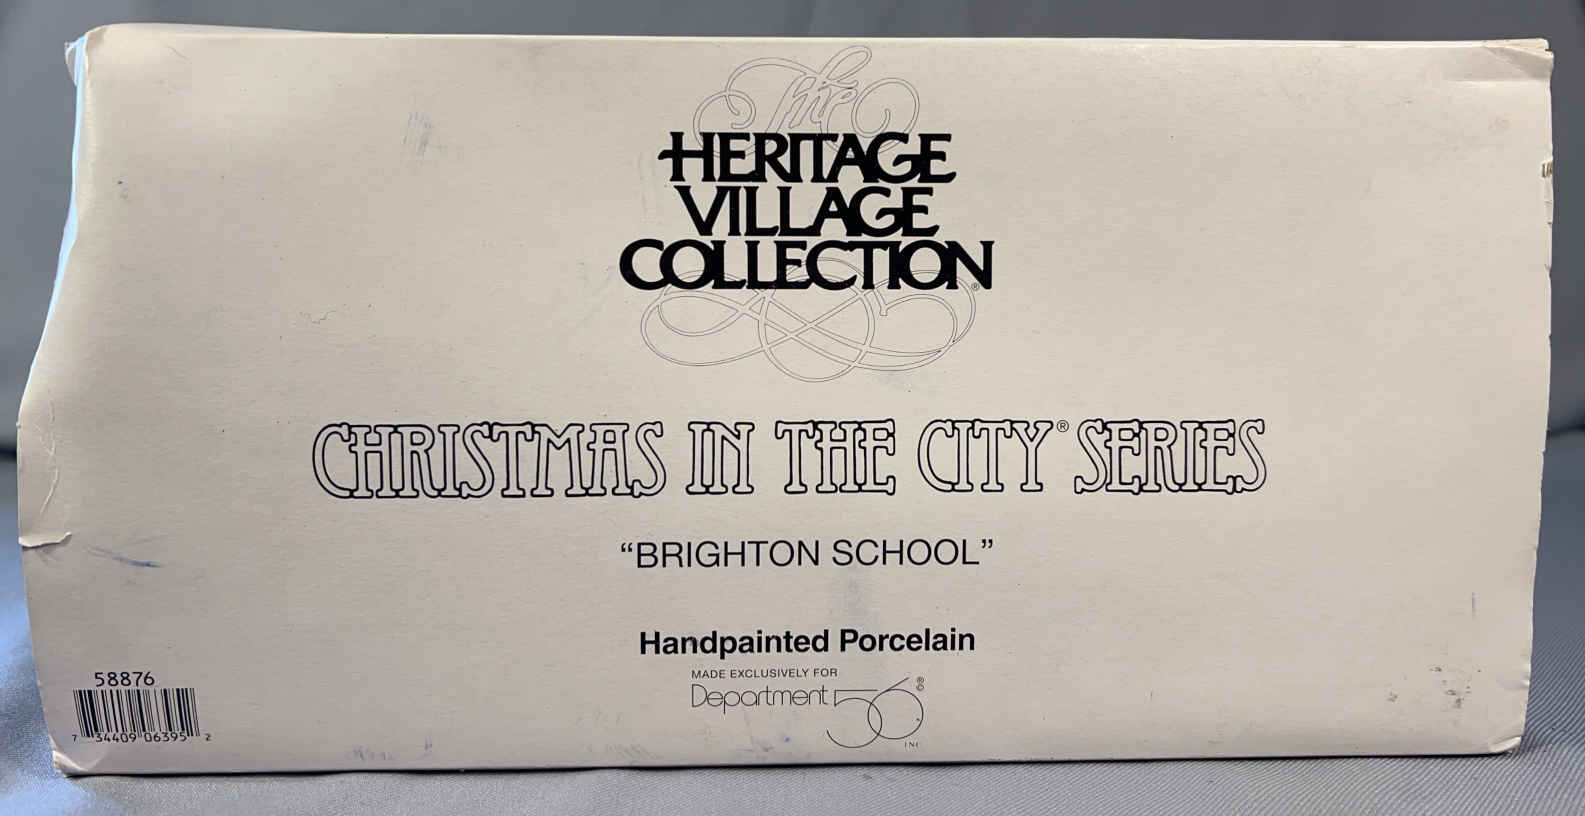 The
HERITAGE
VILLAGE
COLLECTION®
CHRISTMAS IN THE CITY® SERIES
“BRIGHTON SCHOOL”
Handpainted Porcelain
MADE EXCLUSIVELY FOR
Department 56 ®©
INC.
58876
7 34409 06395 2